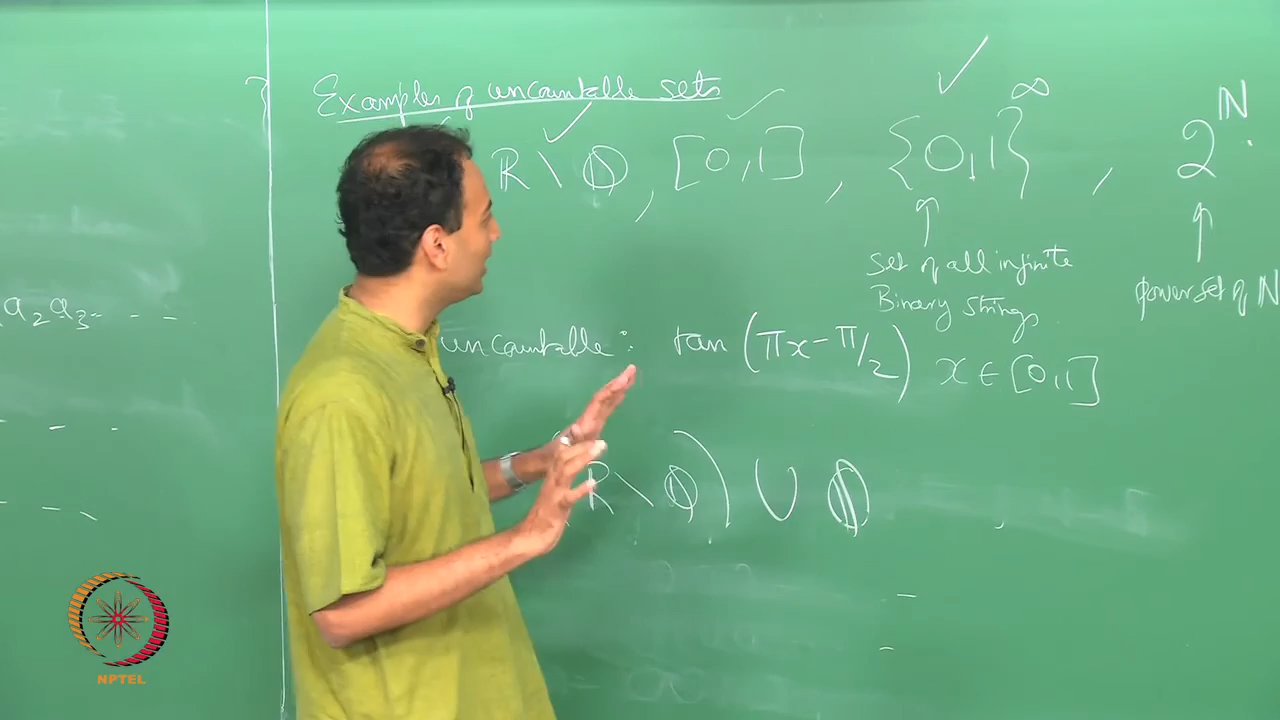 Examples of uncountable sets
ℝ \ ℚ, [0,1], {0,1}^∞, 2^ℕ.
Set of all infinite
Binary strings
power set of ℕ
a₂a₃. . . .
uncountable: tan (πx - π/2) x ∈ [0,1]
ℝ \ ℚ) ∪ ℚ
NPTEL